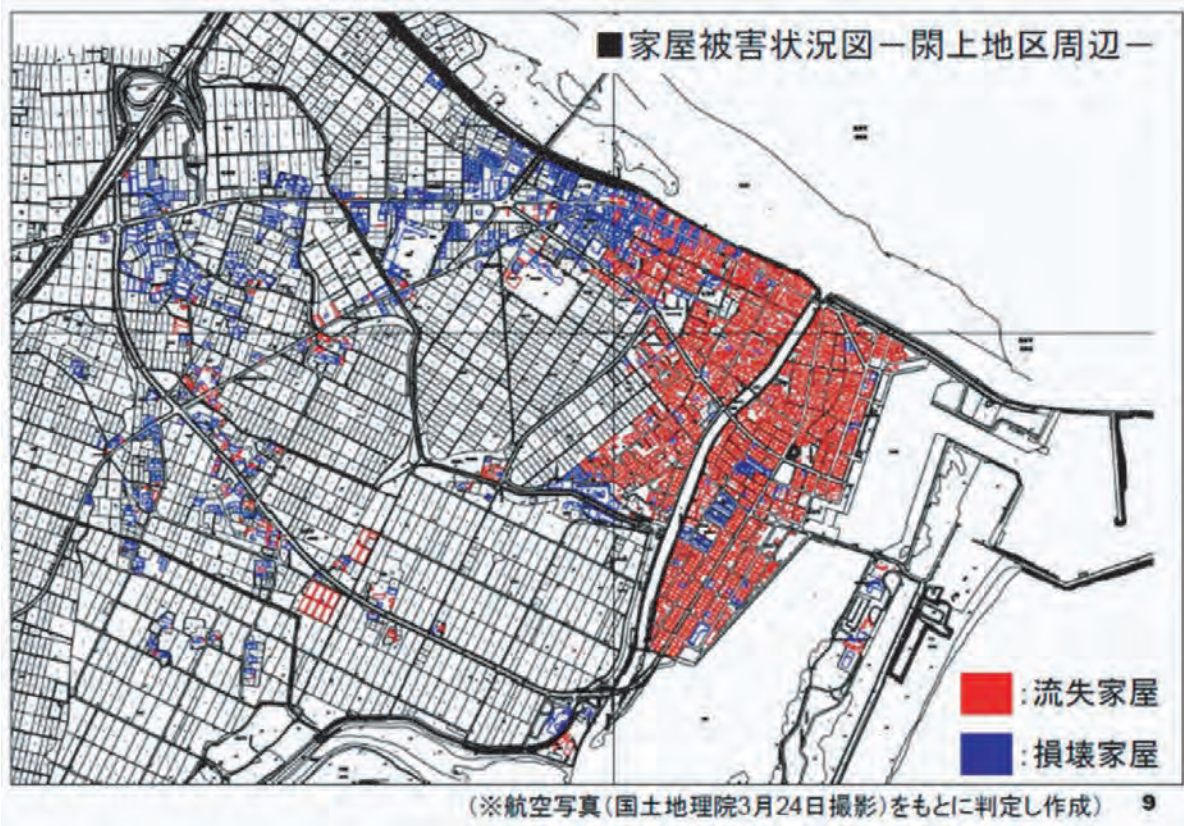 ■家屋被害状況図－閖上地区周辺－
:流失家屋
:損壊家屋
(※航空写真(国土地理院3月24日撮影)をもとに判定し作成) 9